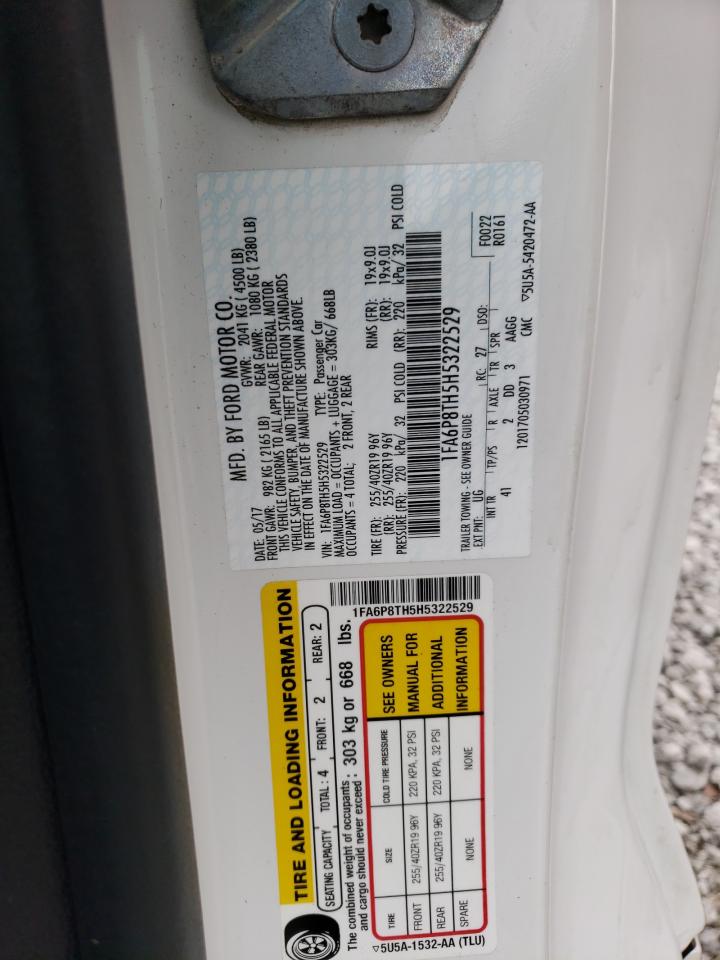 MFD. BY FORD MOTOR CO.
DATE: 05/17 GVWR: 2041 KG ( 4500 LB)
FRONT GAWR: 982 KG ( 2165 LB) REAR GAWR: 1080 KG ( 2380 LB)
THIS VEHICLE CONFORMS TO ALL APPLICABLE FEDERAL MOTOR
VEHICLE SAFETY, BUMPER, AND THEFT PREVENTION STANDARDS
IN EFFECT ON THE DATE OF MANUFACTURE SHOWN ABOVE.
VIN: 1FA6P8TH5H5322529 TYPE: Passenger Car
MAXIMUM LOAD = OCCUPANTS + LUGGAGE = 303KG/ 668LB
OCCUPANTS = 4 TOTAL; 2 FRONT, 2 REAR
TIRE (FR): 255/40ZR19 96Y RIMS (FR): 19x9.0J
(RR): 255/40ZR19 96Y (RR): 19x9.0J
PRESSURE (FR): 220 kPa/ 32 PSI COLD (RR): 220 kPa/ 32 PSI COLD
1FA6P8TH5H5322529
TRAILER TOWING - SEE OWNER GUIDE
EXT PNT: UG RC: 27 DSO: F0022
R0161
INT TR TP/PS R AXLE TR SPR
41 2 DD 3 AAGG
1201705030971 CMC
▽5U5A-5420472-AA
TIRE AND LOADING INFORMATION
SEATING CAPACITY TOTAL : 4 FRONT: 2 REAR: 2
The combined weight of occupants : 303 kg or 668 lbs.
and cargo should never exceed :
1FA6P8TH5H5322529
TIRE SIZE COLD TIRE PRESSURE SEE OWNERS
FRONT 255/40ZR19 96Y 220 KPA, 32 PSI MANUAL FOR
REAR 255/40ZR19 96Y 220 KPA, 32 PSI ADDITIONAL
SPARE NONE NONE INFORMATION
▽5U5A-1532-AA (TLU)